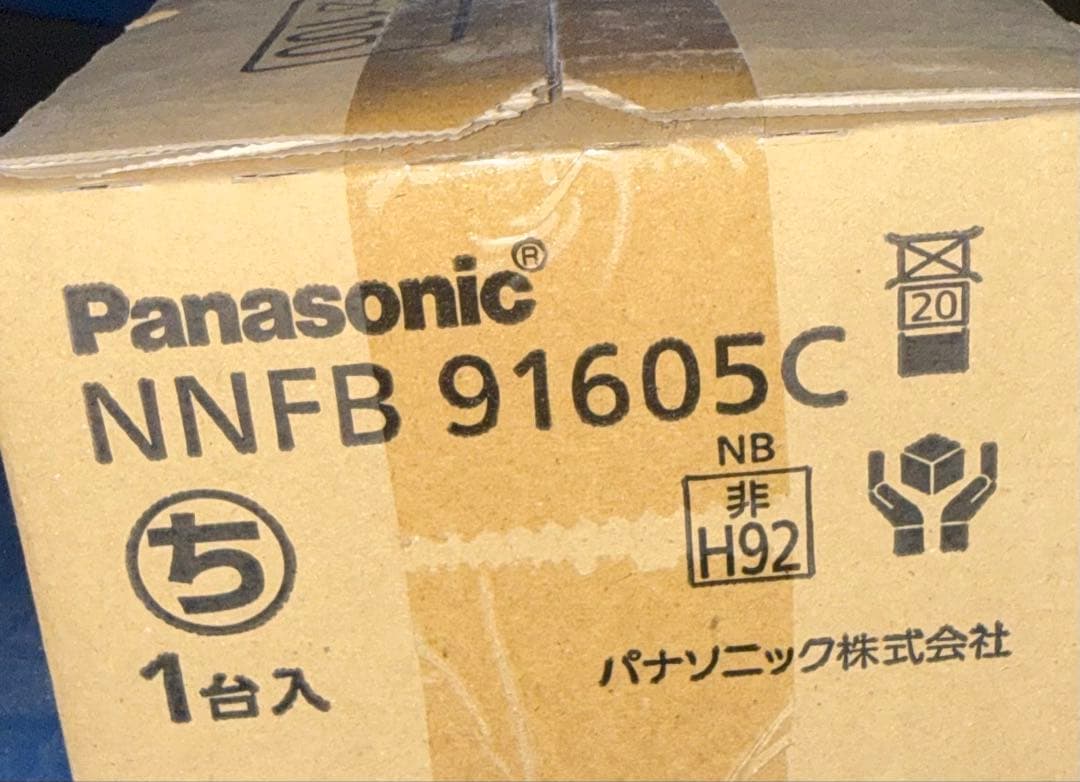 Panasonic®
NNFB 91605C
20
NB
非
H92
ち
1台入
パナソニック株式会社